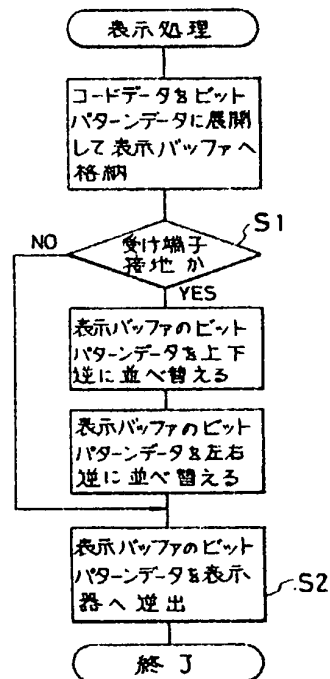 表示処理
コードデータをビット
パターンデータに展開
して表示バッファへ
格納
S1
受け端子
接地か
NO
YES
表示バッファのビット
パターンデータを上下
逆に並べ替える
表示バッファのビット
パターンデータを左右
逆に並べ替える
表示バッファのビット
パターンデータを表示
器へ送出
S2
終了